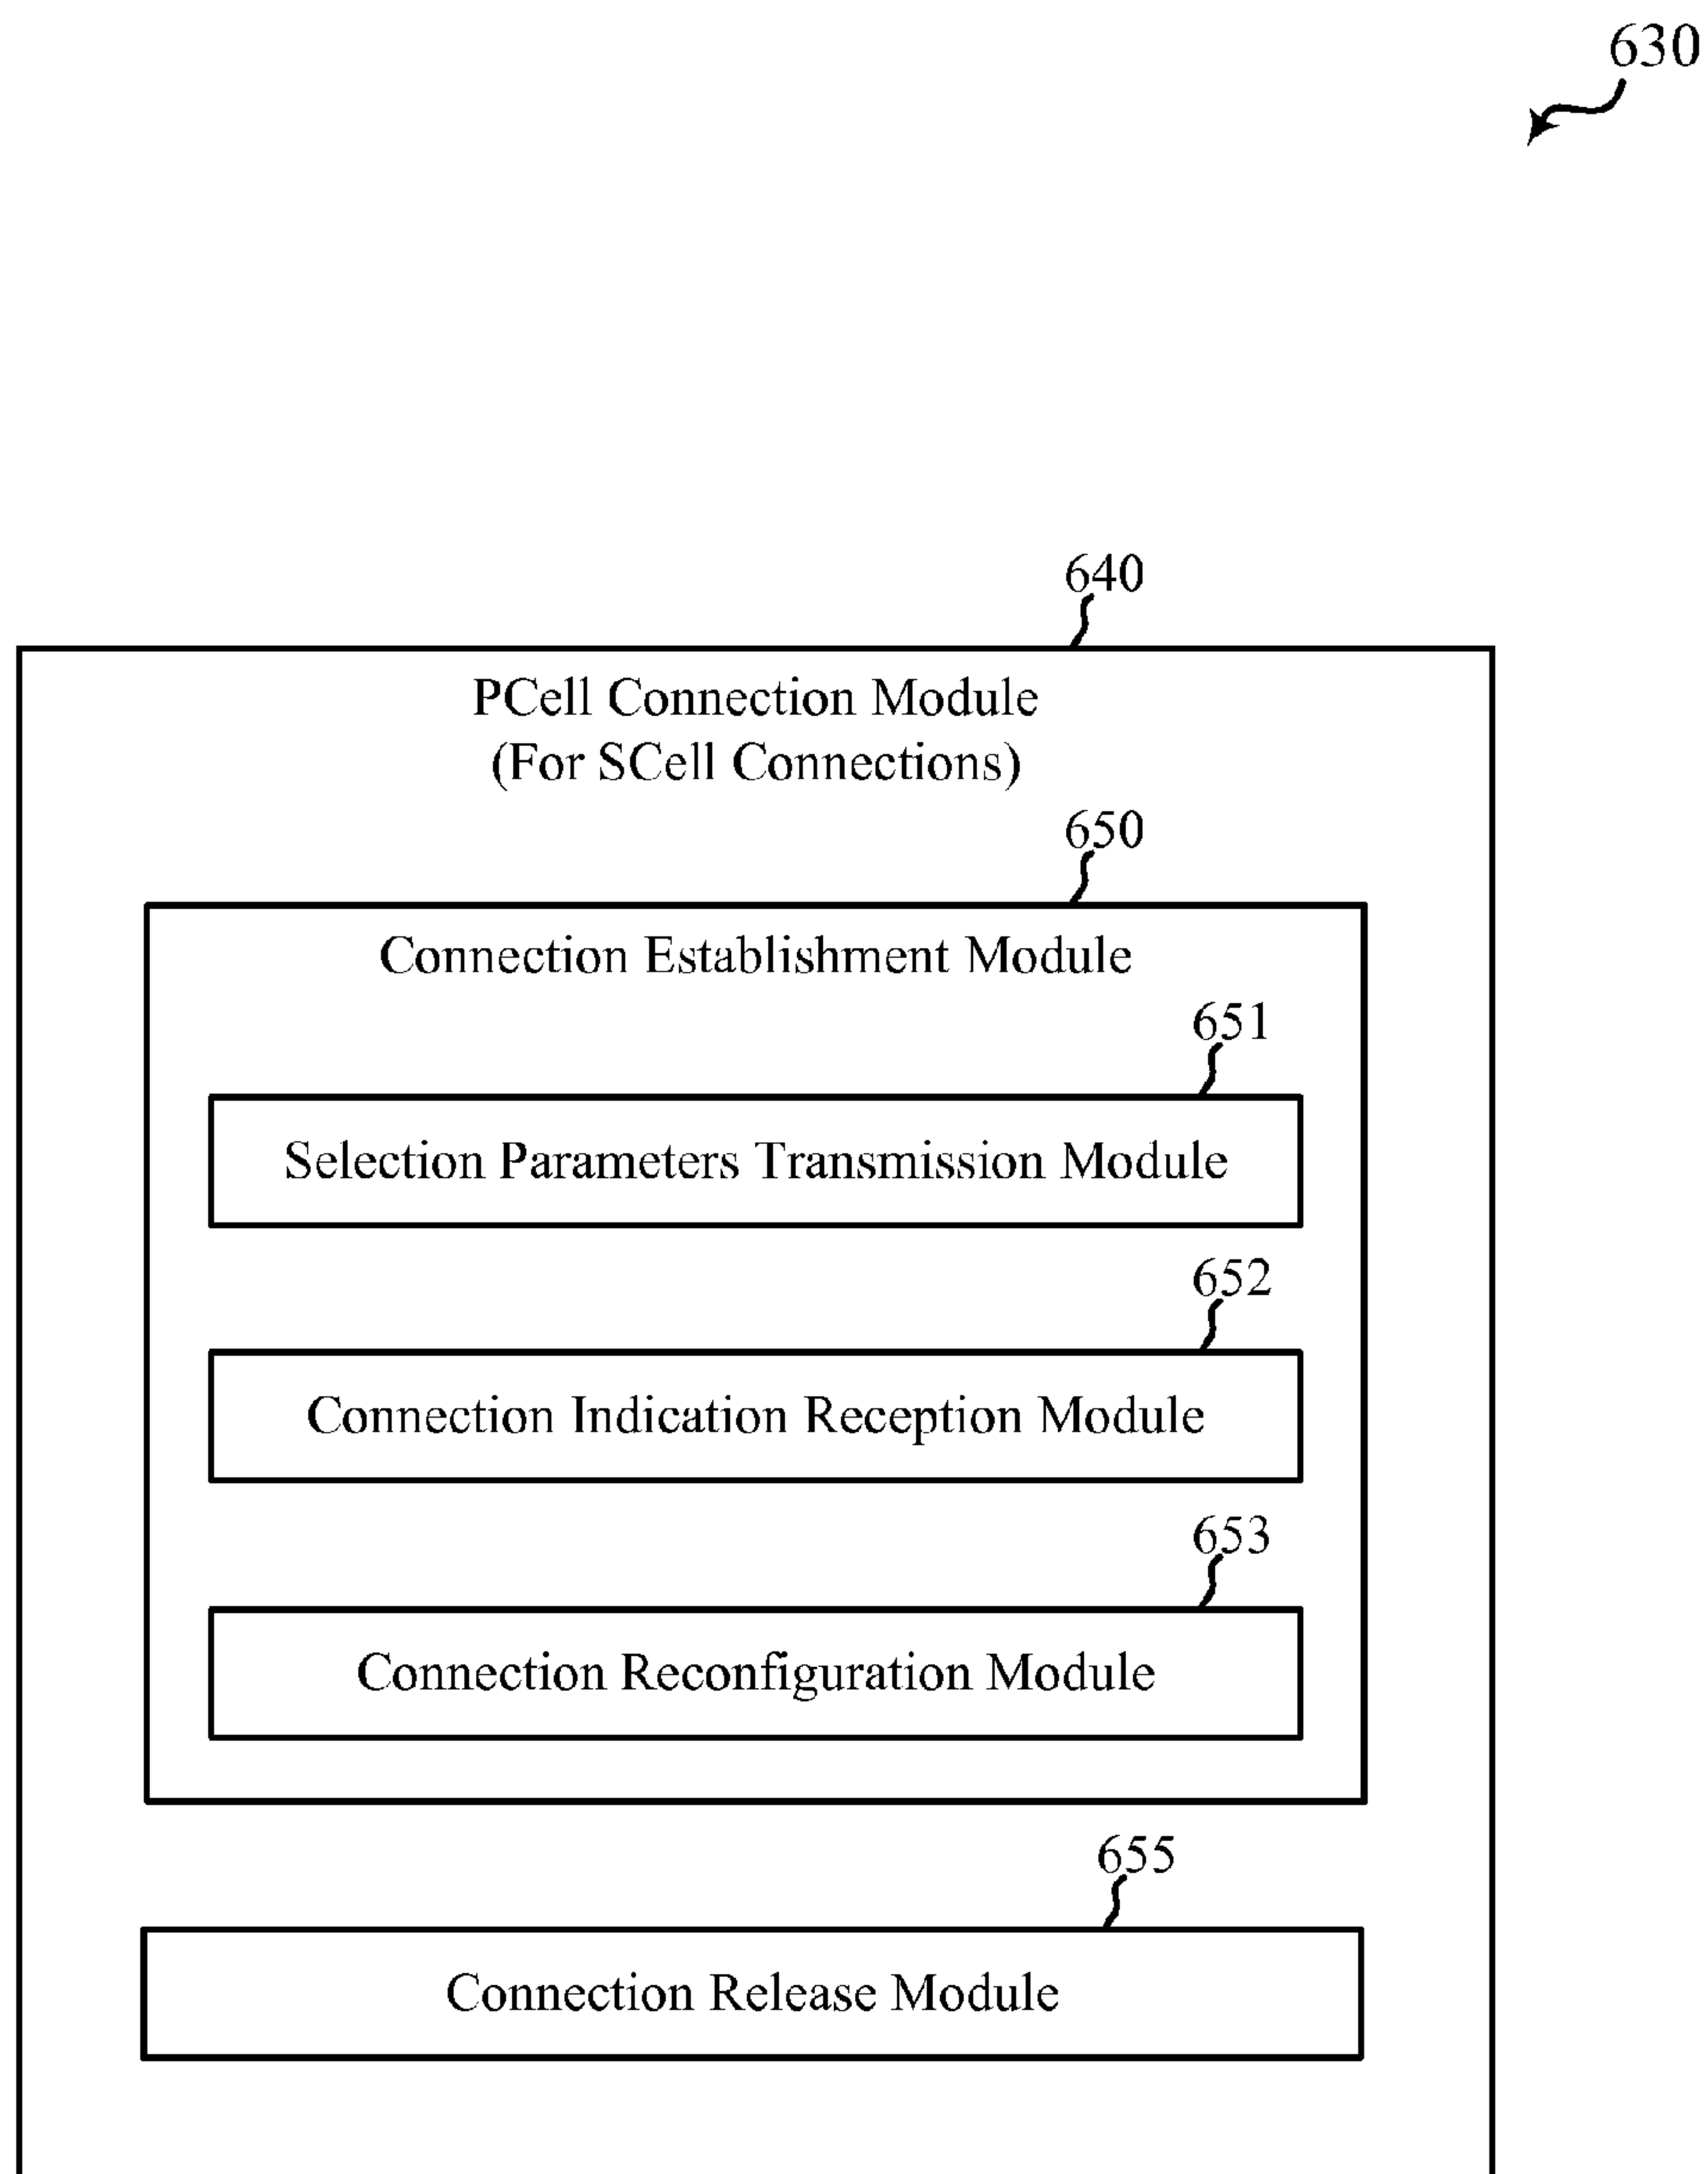 630
640
PCell Connection Module
(For SCell Connections)
650
Connection Establishment Module
651
Selection Parameters Transmission Module
652
Connection Indication Reception Module
653
Connection Reconfiguration Module
655
Connection Release Module